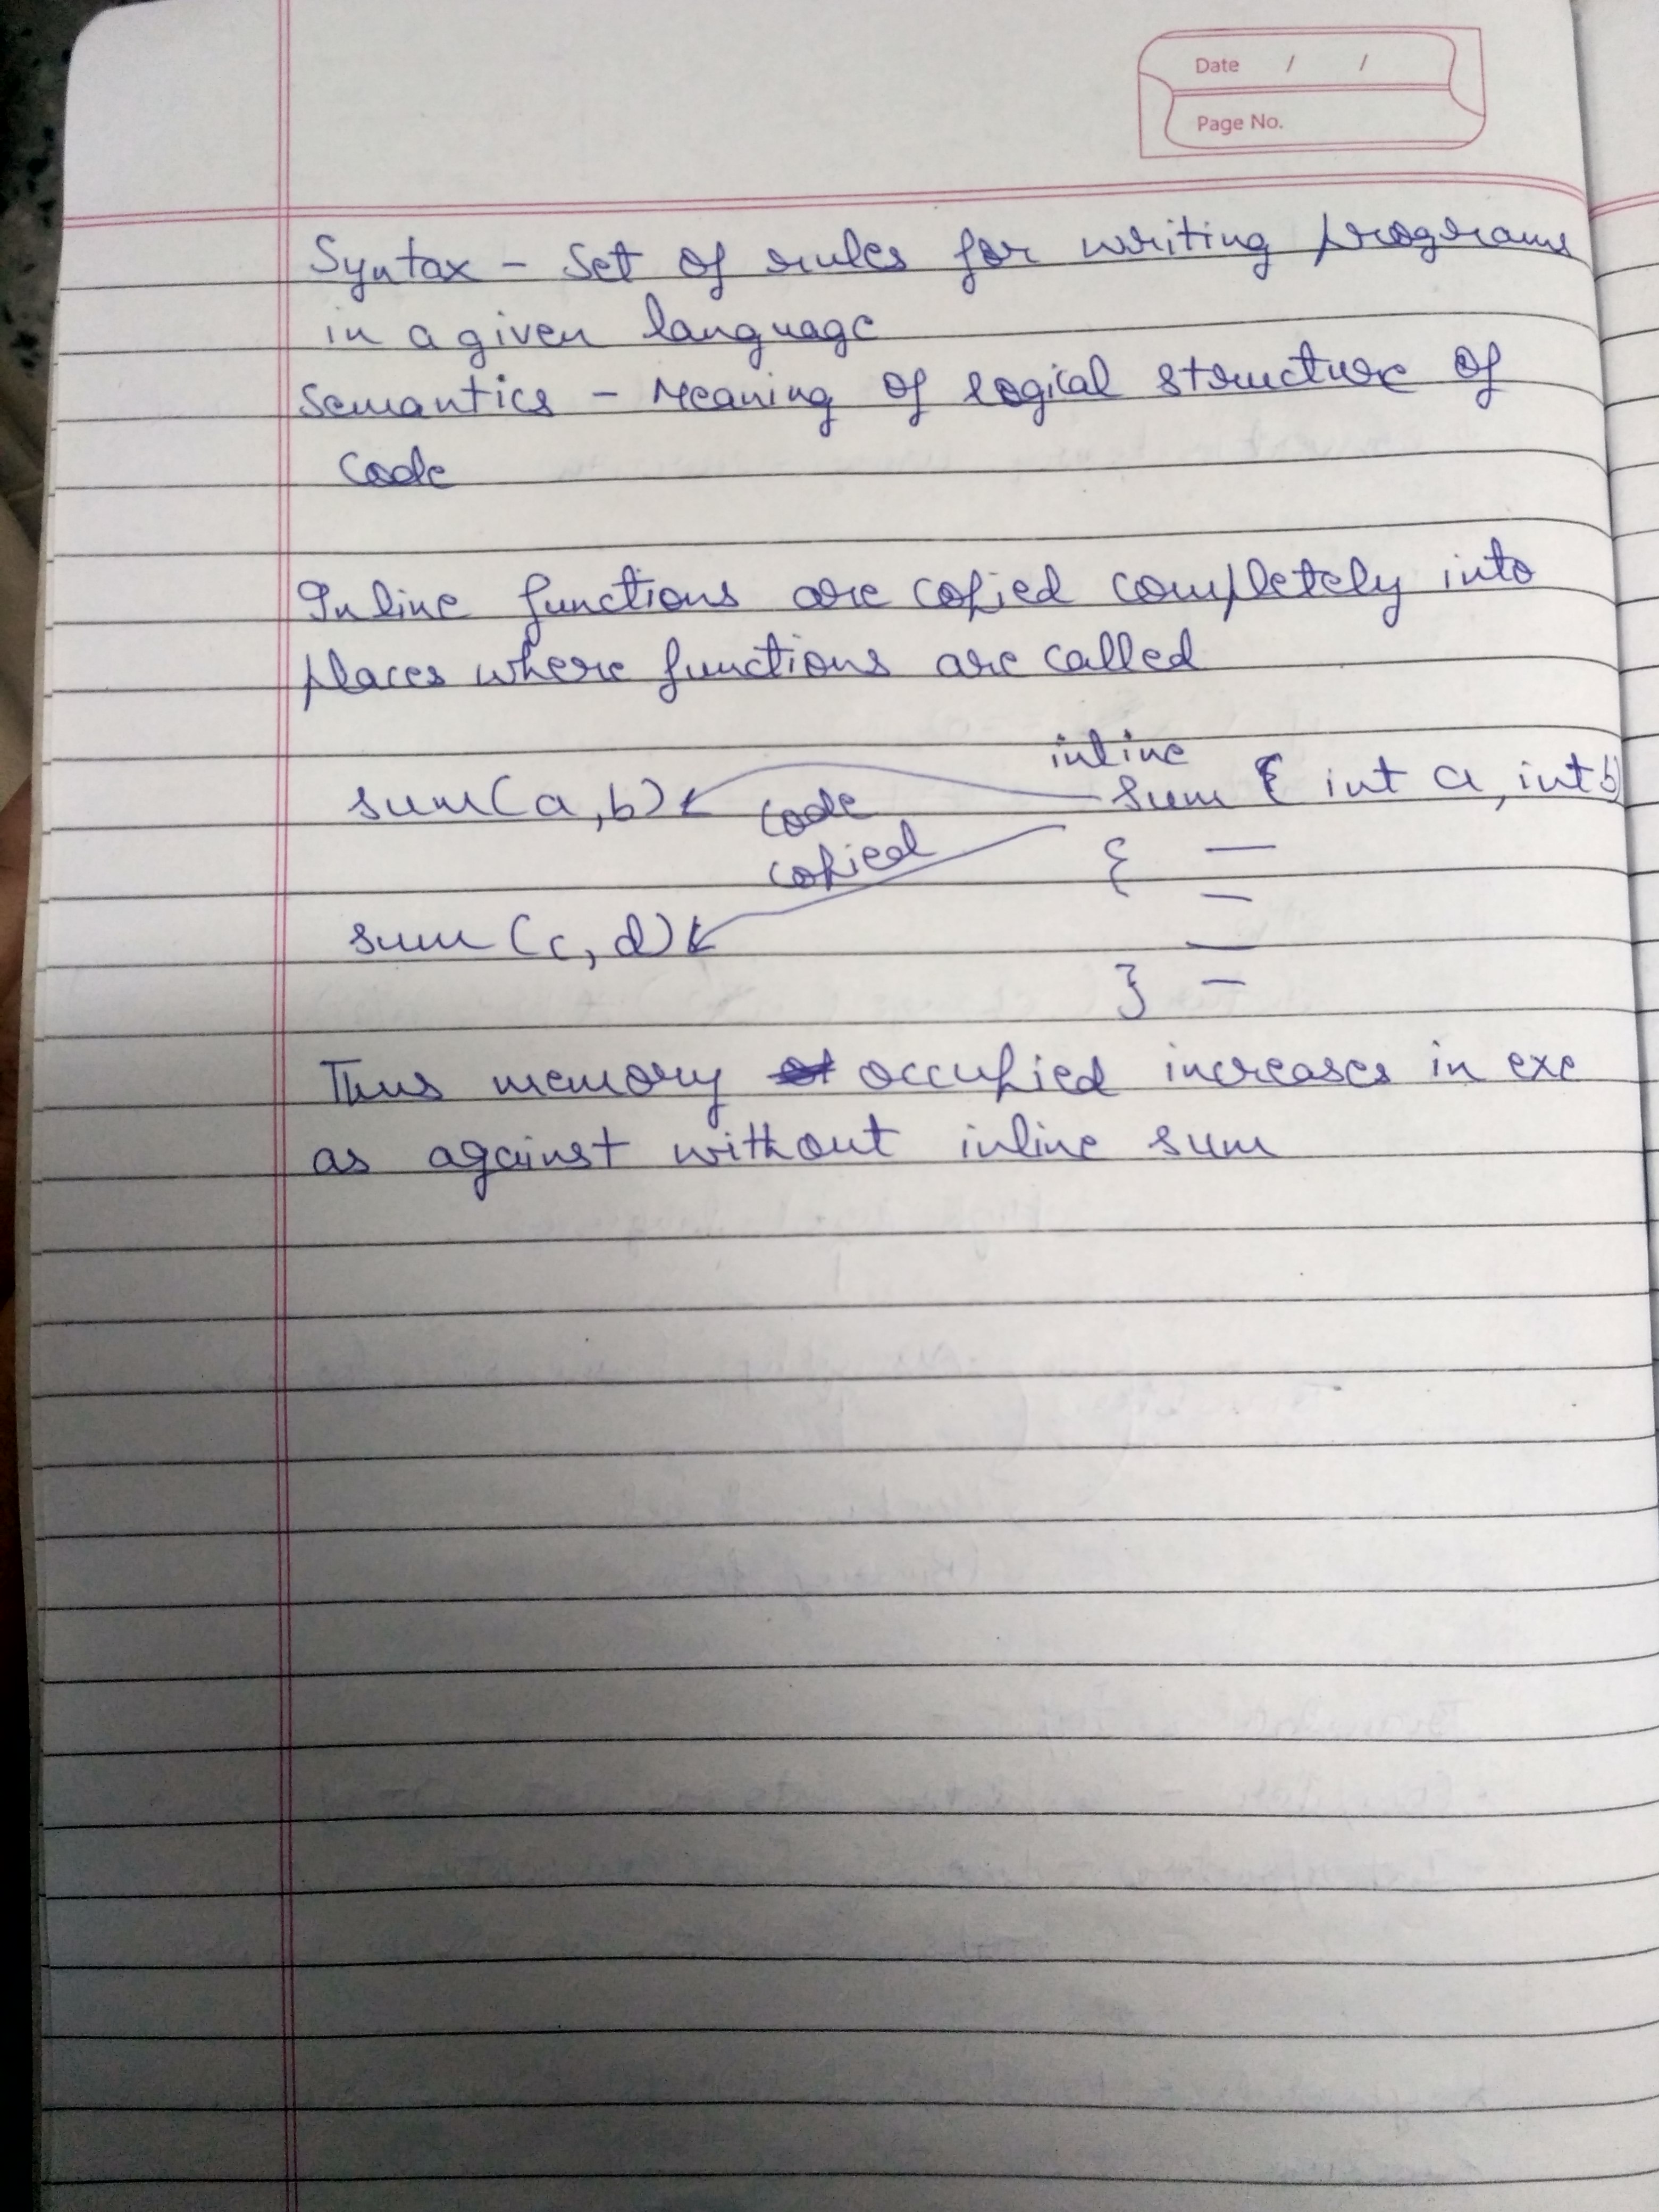 Date / /
Page No.
Syntax - Set of rules for writing programs
in a given language
Semantics - Meaning of logical structure of
Code
Inline functions are copied completely into
places where functions are called
inline
sum(a,b) code sum ( int a, int b)
copied {
sum (c, d)
}
Thus memory occupied increases in exe
as against without inline sum